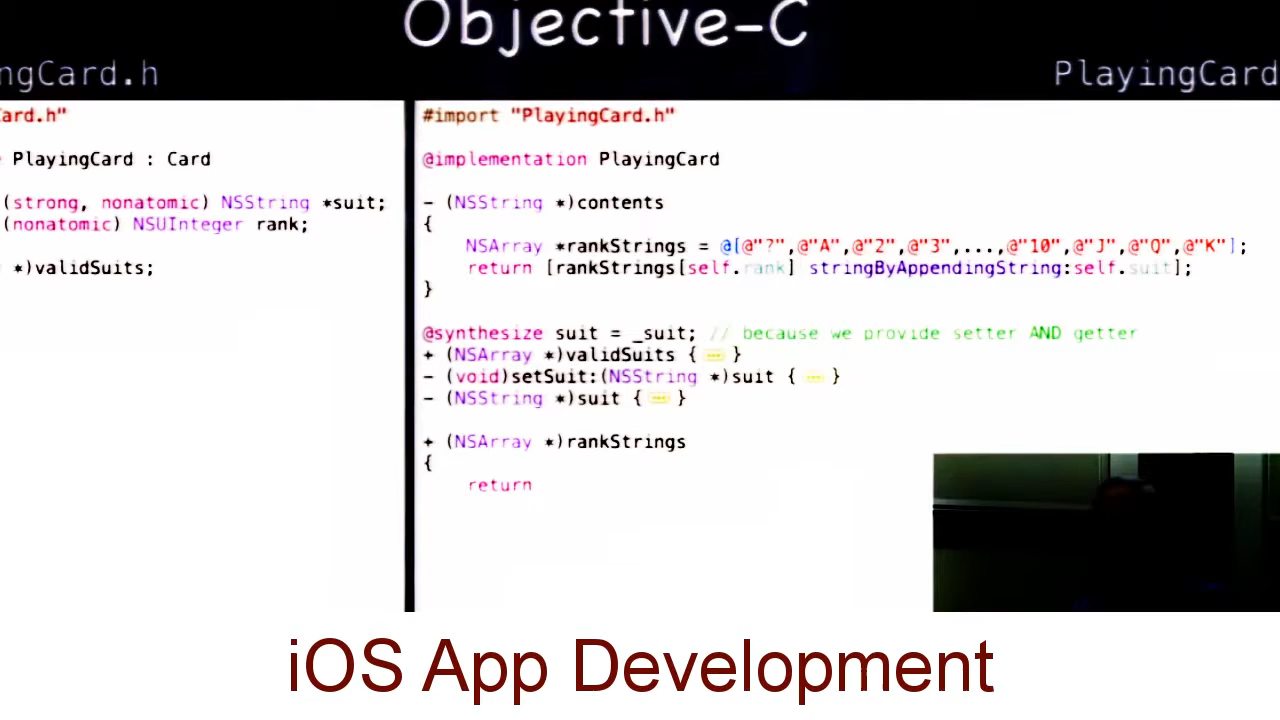 Objective-C
ngCard.h
PlayingCard
ard.h"
PlayingCard : Card
(strong, nonatomic) NSString *suit;
(nonatomic) NSUInteger rank;
*)validSuits;
#import "PlayingCard.h"
@implementation PlayingCard
- (NSString *)contents
{
NSArray *rankStrings = @[@"?",@"A",@"2",@"3",...,@"10",@"J",@"Q",@"K"];
return [rankStrings[self.rank] stringByAppendingString:self.suit];
}
@synthesize suit = _suit; // because we provide setter AND getter
+ (NSArray *)validSuits { ... }
- (void)setSuit:(NSString *)suit { ... }
- (NSString *)suit { ... }
+ (NSArray *)rankStrings
{
return
iOS App Development